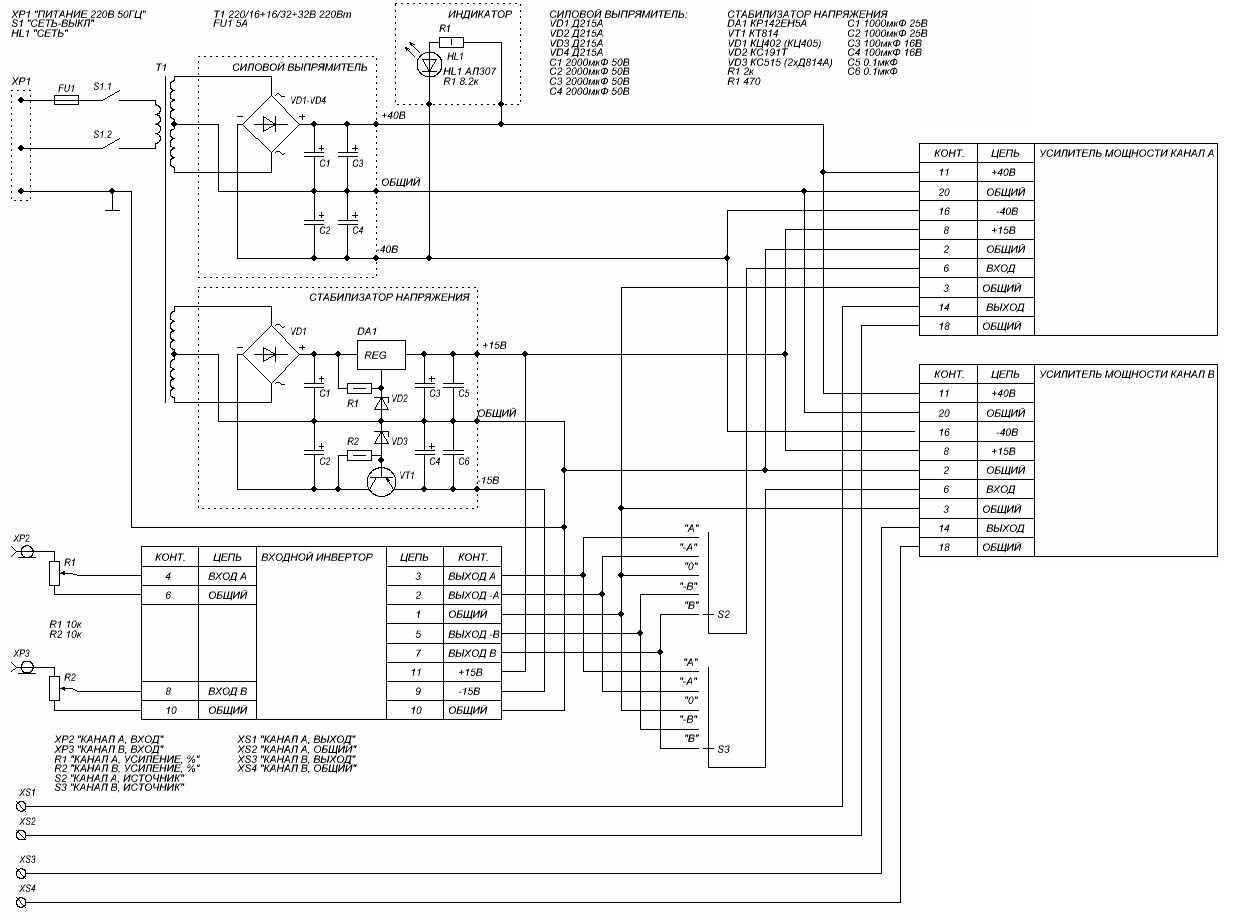 XP1 "ПИТАНИЕ 220В 50ГЦ"
S1 "СЕТЬ-ВЫКЛ"
HL1 "СЕТЬ"
T1 220/16+16/32+32В 220Вт
FU1 5А
ИНДИКАТОР
R1
HL1
HL1 АЛ307
R1 8.2к
СИЛОВОЙ ВЫПРЯМИТЕЛЬ:
VD1 Д215А
VD2 Д215А
VD3 Д215А
VD4 Д215А
C1 2000мкФ 50В
C2 2000мкФ 50В
C3 2000мкФ 50В
C4 2000мкФ 50В
СТАБИЛИЗАТОР НАПРЯЖЕНИЯ
DA1 КР142ЕН5А
VT1 КТ814
VD1 КЦ402 (КЦ405)
VD2 КС191Т
VD3 КС515 (2хД814А)
R1 2к
R1 470
C1 1000мкФ 25В
C2 1000мкФ 25В
C3 100мкФ 16В
C4 100мкФ 16В
C5 0.1мкФ
C6 0.1мкФ
XP1
FU1
S1.1
S1.2
T1
СИЛОВОЙ ВЫПРЯМИТЕЛЬ
VD1-VD4
- +
+ C1
+ C3
+ C2
+ C4
+40В
ОБЩИЙ
-40В
СТАБИЛИЗАТОР НАПРЯЖЕНИЯ
VD1
- +
DA1
REG
+ C1
R1
VD2
+ C3
C5
C2
R2
VD3
VT1
+ C4
C6
+15В
ОБЩИЙ
-15В
КОНТ. ЦЕПЬ УСИЛИТЕЛЬ МОЩНОСТИ КАНАЛ А
11 +40В
20 ОБЩИЙ
16 -40В
8 +15В
2 ОБЩИЙ
6 ВХОД
3 ОБЩИЙ
14 ВЫХОД
18 ОБЩИЙ
КОНТ. ЦЕПЬ УСИЛИТЕЛЬ МОЩНОСТИ КАНАЛ В
11 +40В
20 ОБЩИЙ
16 -40В
8 +15В
2 ОБЩИЙ
6 ВХОД
3 ОБЩИЙ
14 ВЫХОД
18 ОБЩИЙ
XP2
R1
R1 10к
R2 10к
XP3
R2
КОНТ. ЦЕПЬ ВХОДНОЙ ИНВЕРТОР ЦЕПЬ КОНТ.
4 ВХОД А 3 ВЫХОД А
6 ОБЩИЙ 2 ВЫХОД -А
1 ОБЩИЙ
5 ВЫХОД -В
7 ВЫХОД В
11 +15В
8 ВХОД В 9 -15В
10 ОБЩИЙ 10 ОБЩИЙ
"А"
"-А"
"0"
"-В"
"В"
S2
"А"
"-А"
"0"
"-В"
"В"
S3
XP2 "КАНАЛ А, ВХОД"
XP3 "КАНАЛ В, ВХОД"
R1 "КАНАЛ А, УСИЛЕНИЕ, %"
R2 "КАНАЛ В, УСИЛЕНИЕ, %"
S2 "КАНАЛ А, ИСТОЧНИК"
S3 "КАНАЛ В, ИСТОЧНИК"
XS1 "КАНАЛ А, ВЫХОД"
XS2 "КАНАЛ А, ОБЩИЙ"
XS3 "КАНАЛ В, ВЫХОД"
XS4 "КАНАЛ В, ОБЩИЙ"
XS1
XS2
XS3
XS4